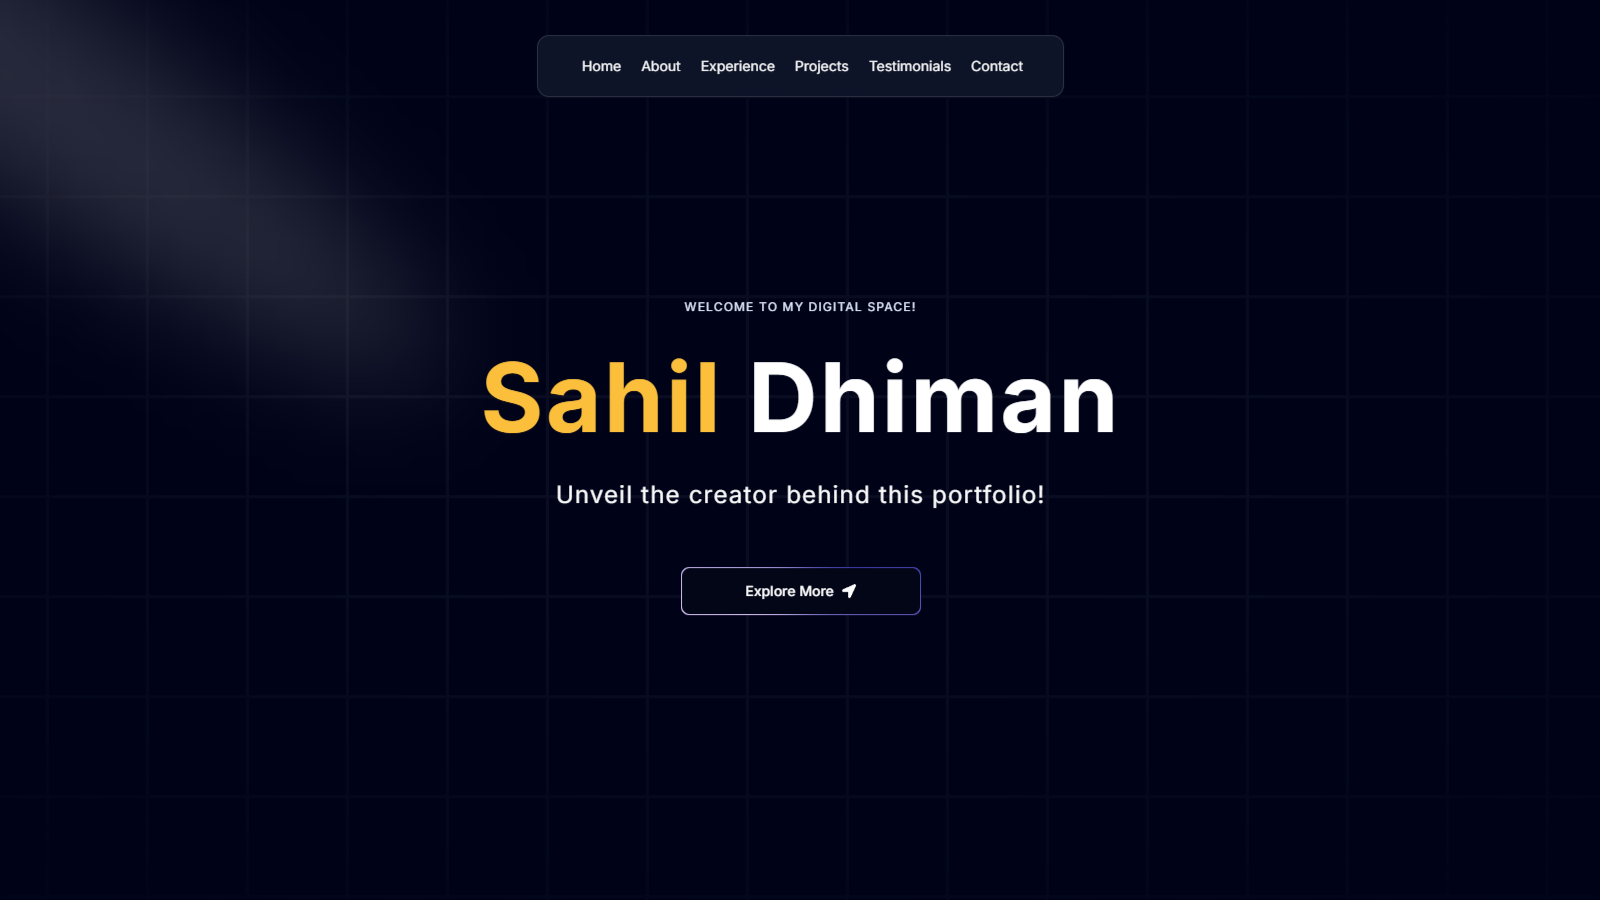 Home About Experience Projects Testimonials Contact
WELCOME TO MY DIGITAL SPACE!
Sahil Dhiman
Unveil the creator behind this portfolio!
Explore More